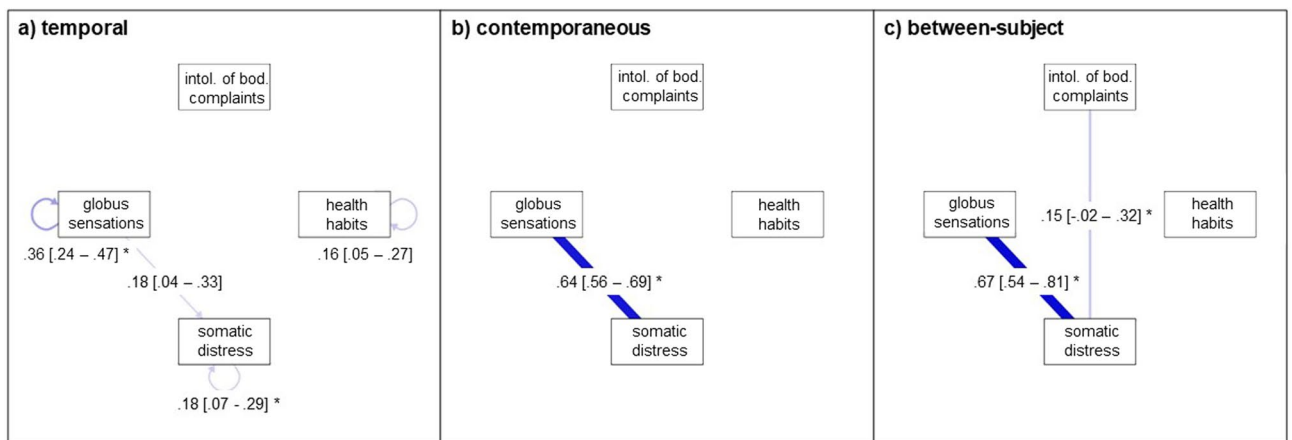 a) temporal
intol. of bod.
complaints
globus
sensations
health
habits
.36 [.24 – .47] *
.16 [.05 – .27]
.18 [.04 – .33]
somatic
distress
.18 [.07 - .29] *
b) contemporaneous
intol. of bod.
complaints
globus
sensations
health
habits
.64 [.56 – .69] *
somatic
distress
c) between-subject
intol. of bod.
complaints
globus
sensations
.15 [-.02 – .32] *
health
habits
.67 [.54 – .81] *
somatic
distress